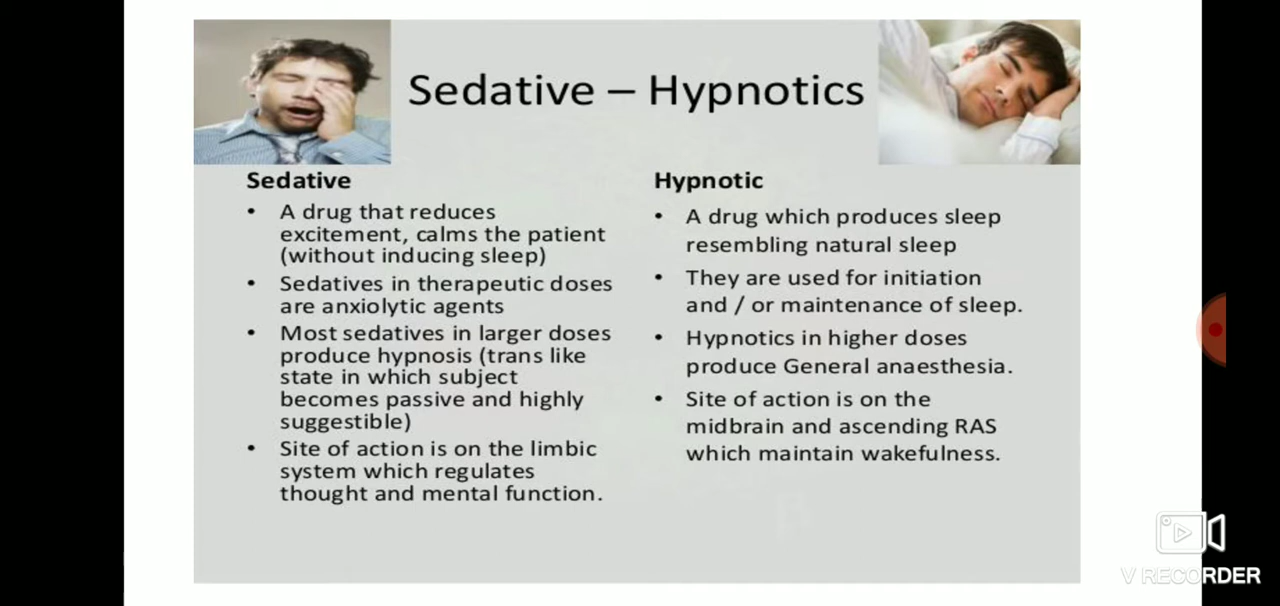 Sedative – Hypnotics
Sedative
• A drug that reduces
excitement, calms the patient
(without inducing sleep)
• Sedatives in therapeutic doses
are anxiolytic agents
• Most sedatives in larger doses
produce hypnosis (trans like
state in which subject
becomes passive and highly
suggestible)
• Site of action is on the limbic
system which regulates
thought and mental function.
Hypnotic
• A drug which produces sleep
resembling natural sleep
• They are used for initiation
and / or maintenance of sleep.
• Hypnotics in higher doses
produce General anaesthesia.
• Site of action is on the
midbrain and ascending RAS
which maintain wakefulness.
V RECORDER